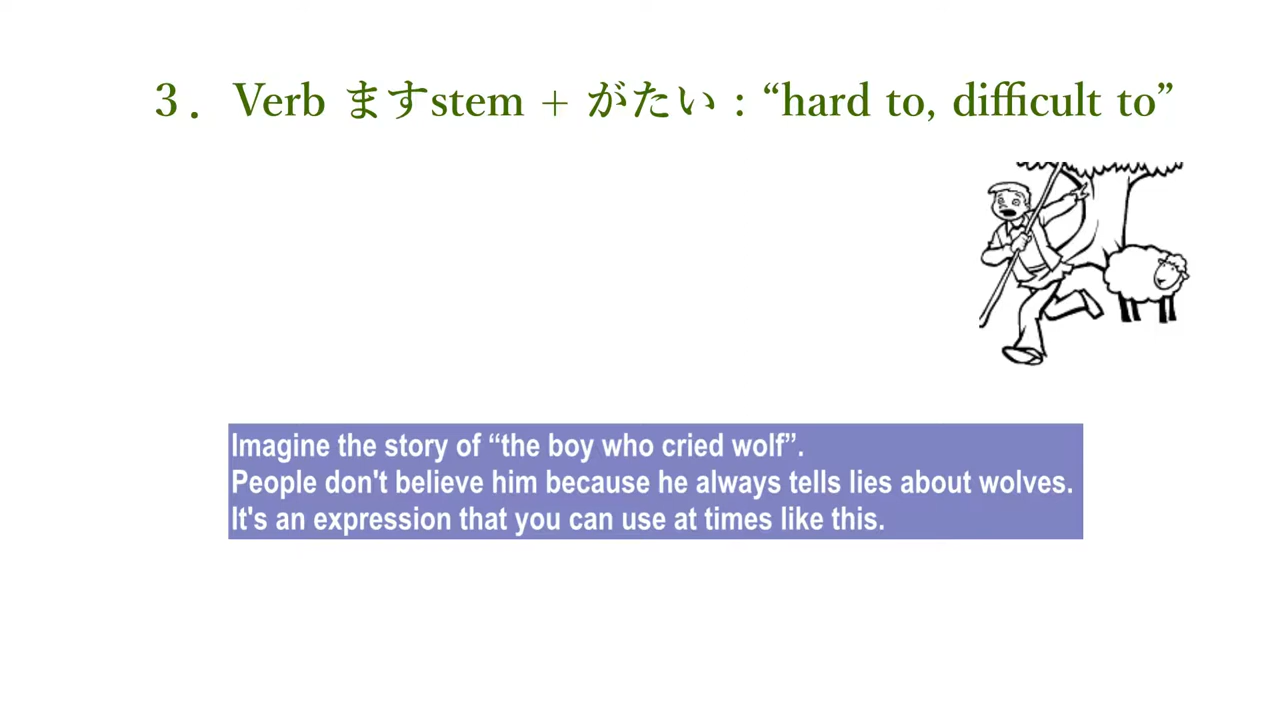 ３．Verb ますstem + がたい : “hard to, difficult to”
Imagine the story of “the boy who cried wolf”.
People don't believe him because he always tells lies about wolves.
It's an expression that you can use at times like this.